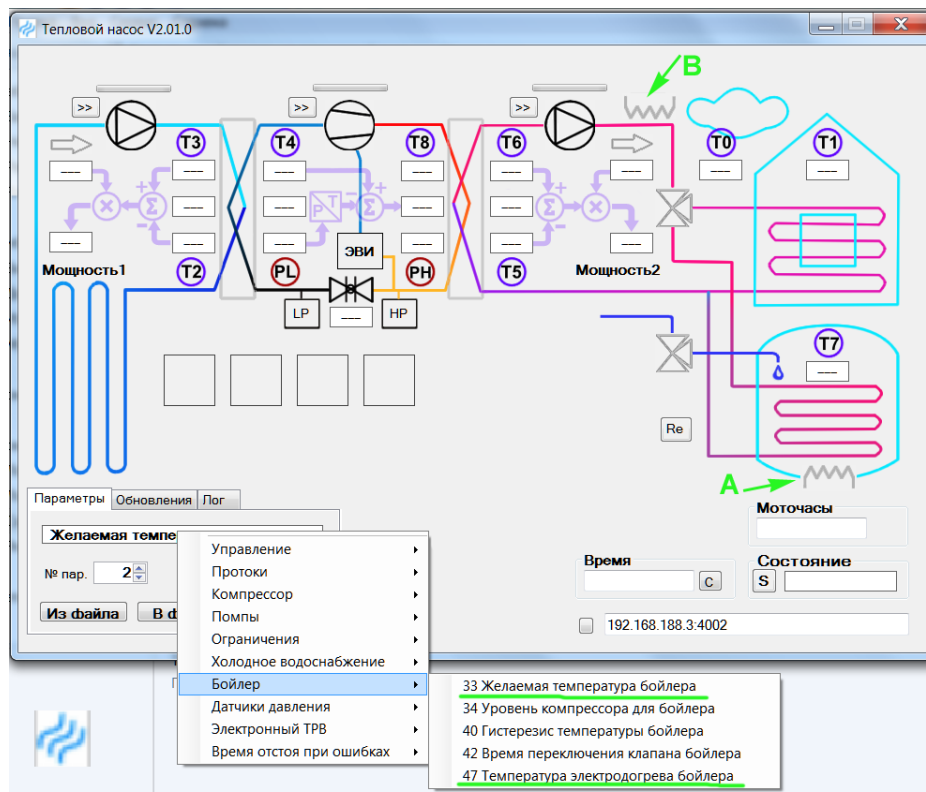 Тепловой насос V2.01.0
B
>>
>>
>>
T3
T4
T8
T6
T0
T1
---
---
---
---
---
---
---
+
Σ
−
P T
−
+
Σ
+
Σ
−
---
---
---
---
---
---
---
---
ЭВИ
Мощность1
T2
PL
PH
T5
Мощность2
LP
---
HP
T7
---
Re
A
Параметры
Обновления
Лог
Моточасы
Желаемая темпе
№ пар.
2
Из файла
В ф
Время
C
Состояние
S
192.168.188.3:4002
Управление
Протоки
Компрессор
Помпы
Ограничения
Холодное водоснабжение
Бойлер
Датчики давления
Электронный ТРВ
Время отстоя при ошибках
33 Желаемая температура бойлера
34 Уровень компрессора для бойлера
40 Гистерезис температуры бойлера
42 Время переключения клапана бойлера
47 Температура электродогрева бойлера